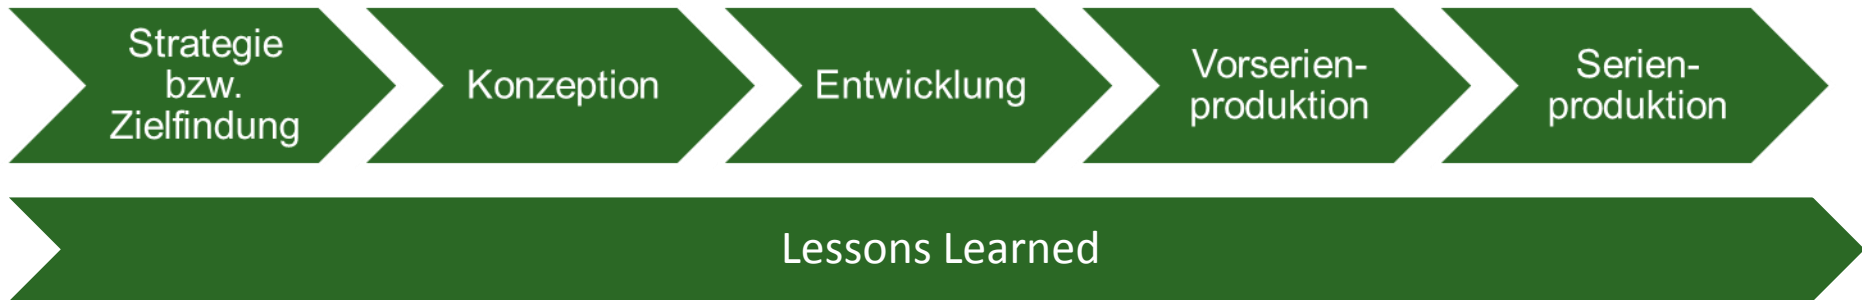 Strategie
bzw.
Zielfindung
Konzeption
Entwicklung
Vorserien-
produktion
Serien-
produktion
Lessons Learned